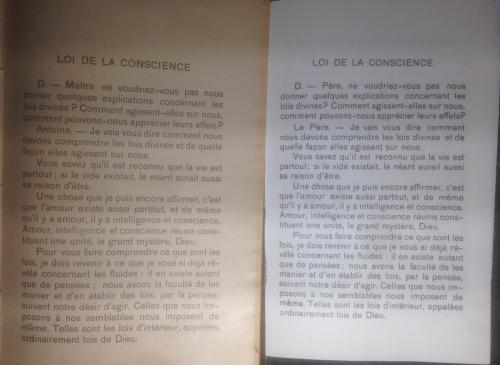 LOI DE LA CONSCIENCE
D. — Maître ne voudriez-vous pas nous
donner quelques explications concernant les
lois divines? Comment agissent-elles sur nous,
comment pouvons-nous apprécier leurs effets?
Antoine. — Je vais vous dire comment nous
devons comprendre les lois divines et de quelle
façon elles agissent sur nous.
Vous savez qu'il est reconnu que la vie est
partout; si le vide existait, le néant aurait aussi
sa raison d'être.
Une chose que je puis encore affirmer, c'est
que l'amour existe aussi partout, et de même
qu'il y a amour, il y a intelligence et conscience.
Amour, intelligence et conscience réunis cons-
tituent une unité, le grand mystère, Dieu.
Pour vous faire comprendre ce que sont les
lois, je dois revenir à ce que je vous ai déjà ré-
vélé concernant les fluides : il en existe autant
que de pensées; nous avons la faculté de les
manier et d'en établir des lois, par la pensée,
suivant notre désir d'agir. Celles que nous im-
posons à nos semblables nous imposent de
même. Telles sont les lois d'intérieur, appelées
ordinairement lois de Dieu.
LOI DE LA CONSCIENCE
D. — Père, ne voudriez-vous pas nous
donner quelques explications concernant les
lois divines? Comment agissent-elles sur nous,
comment pouvons-nous apprécier leurs effets?
Le Père. — Je vais vous dire comment
nous devons comprendre les lois divines et de
quelle façon elles agissent sur nous.
Vous savez qu'il est reconnu que la vie est
partout; si le vide existait, le néant aurait aussi
sa raison d'être.
Une chose que je puis encore affirmer, c'est
que l'amour existe aussi partout et de même
qu'il y a amour, il y a intelligence et conscience.
Amour, intelligence et conscience réunis cons-
tituent une unité, le grand mystère, Dieu.
Pour vous faire comprendre ce que sont les
lois, je dois revenir à ce que je vous ai déjà ré-
vélé concernant les fluides : il en existe autant
que de pensées; nous avons la faculté de les
manier et d'en établir des lois, par la pensée,
suivant notre désir d'agir. Celles que nous im-
posons à nos semblables nous imposent de
même. Telles sont les lois d'intérieur, appelées
ordinairement lois de Dieu.